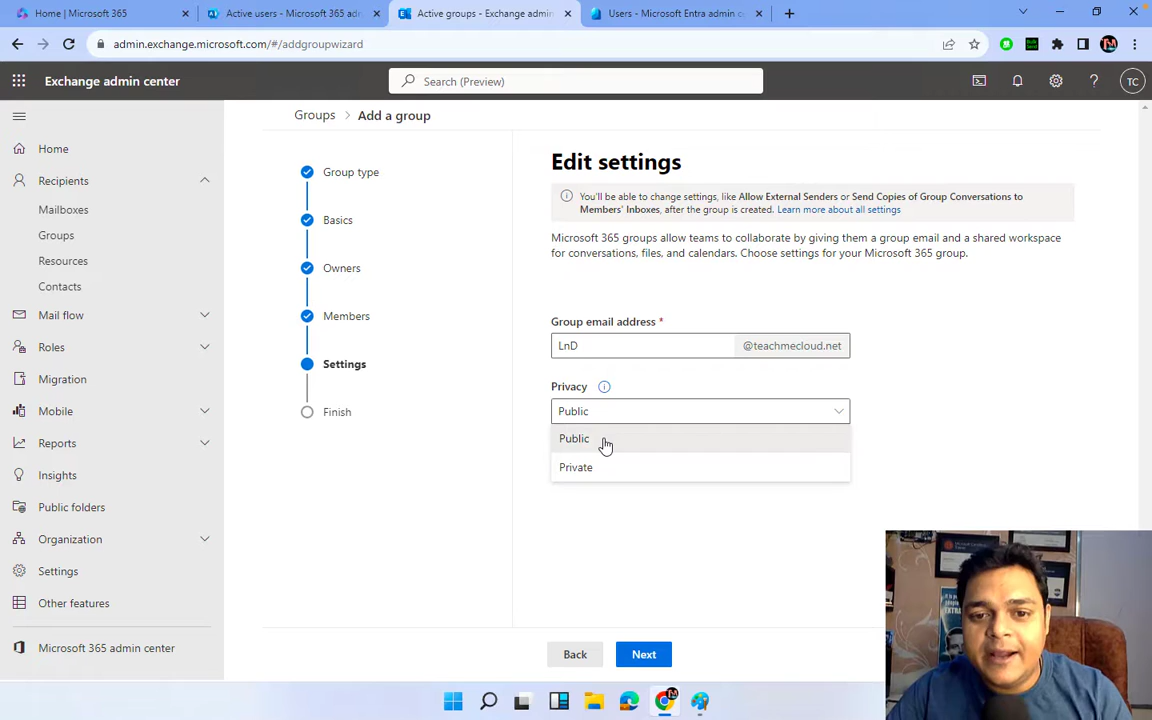 Home | Microsoft 365
Active users - Microsoft 365 adm
Active groups - Exchange admin
Users - Microsoft Entra admin ce
admin.exchange.microsoft.com/#/addgroupwizard
Exchange admin center
Search (Preview)
TC
Groups > Add a group
Home
Recipients
Mailboxes
Groups
Resources
Contacts
Mail flow
Roles
Migration
Mobile
Reports
Insights
Public folders
Organization
Settings
Other features
Microsoft 365 admin center
Group type
Basics
Owners
Members
Settings
Finish
Edit settings
You'll be able to change settings, like Allow External Senders or Send Copies of Group Conversations to
Members' Inboxes, after the group is created. Learn more about all settings
Microsoft 365 groups allow teams to collaborate by giving them a group email and a shared workspace
for conversations, files, and calendars. Choose settings for your Microsoft 365 group.
Group email address *
LnD @teachmecloud.net
Privacy
Public
Public
Private
Back
Next